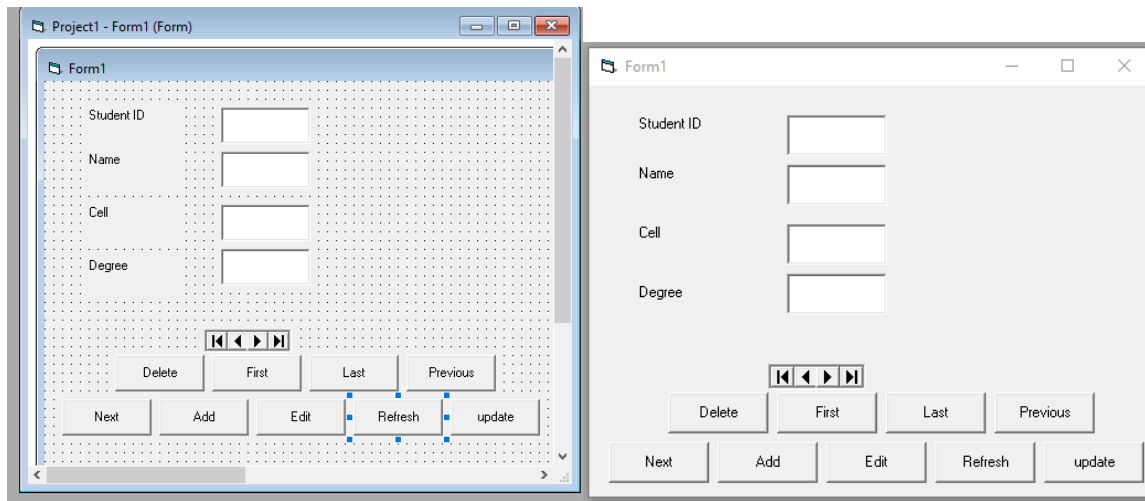 Project1 - Form1 (Form)
Form1
Student ID
Name
Cell
Degree
Delete First Last Previous
Next Add Edit Refresh update
Form1
Student ID
Name
Cell
Degree
Delete First Last Previous
Next Add Edit Refresh update